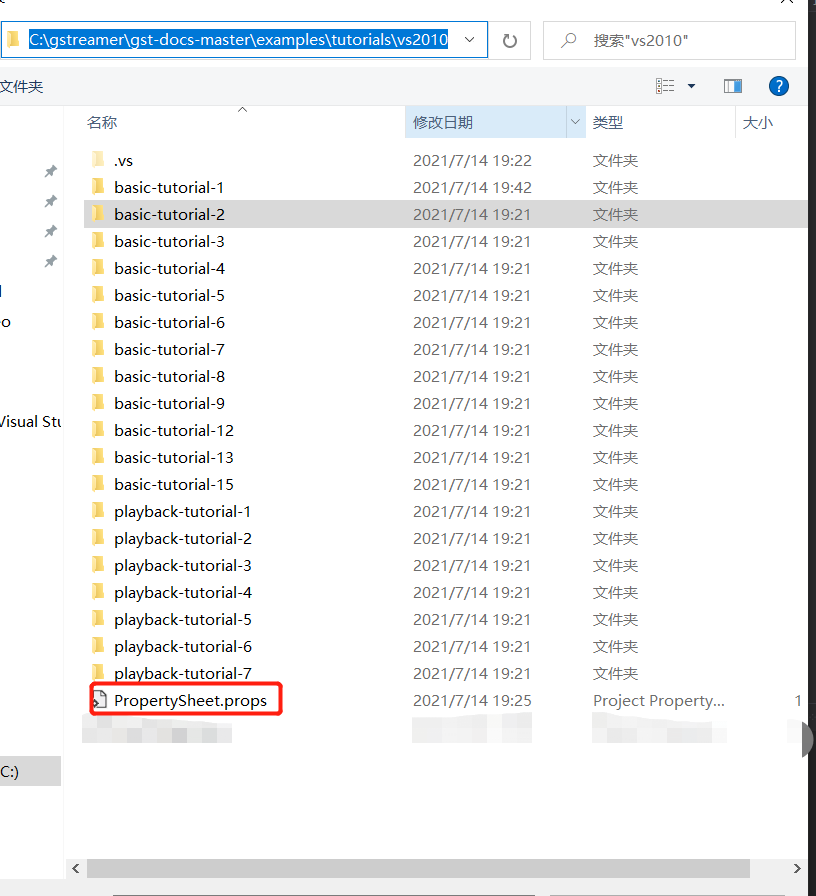 C:\gstreamer\gst-docs-master\examples\tutorials\vs2010 搜索"vs2010"
文件夹
名称 修改日期 类型 大小
.vs 2021/7/14 19:22 文件夹
basic-tutorial-1 2021/7/14 19:42 文件夹
basic-tutorial-2 2021/7/14 19:21 文件夹
basic-tutorial-3 2021/7/14 19:21 文件夹
basic-tutorial-4 2021/7/14 19:21 文件夹
basic-tutorial-5 2021/7/14 19:21 文件夹
basic-tutorial-6 2021/7/14 19:21 文件夹
basic-tutorial-7 2021/7/14 19:21 文件夹
basic-tutorial-8 2021/7/14 19:21 文件夹
basic-tutorial-9 2021/7/14 19:21 文件夹
Visual Stu
basic-tutorial-12 2021/7/14 19:21 文件夹
basic-tutorial-13 2021/7/14 19:21 文件夹
basic-tutorial-15 2021/7/14 19:21 文件夹
playback-tutorial-1 2021/7/14 19:21 文件夹
playback-tutorial-2 2021/7/14 19:21 文件夹
playback-tutorial-3 2021/7/14 19:21 文件夹
playback-tutorial-4 2021/7/14 19:21 文件夹
playback-tutorial-5 2021/7/14 19:21 文件夹
playback-tutorial-6 2021/7/14 19:21 文件夹
playback-tutorial-7 2021/7/14 19:21 文件夹
PropertySheet.props 2021/7/14 19:25 Project Property... 1
C:)